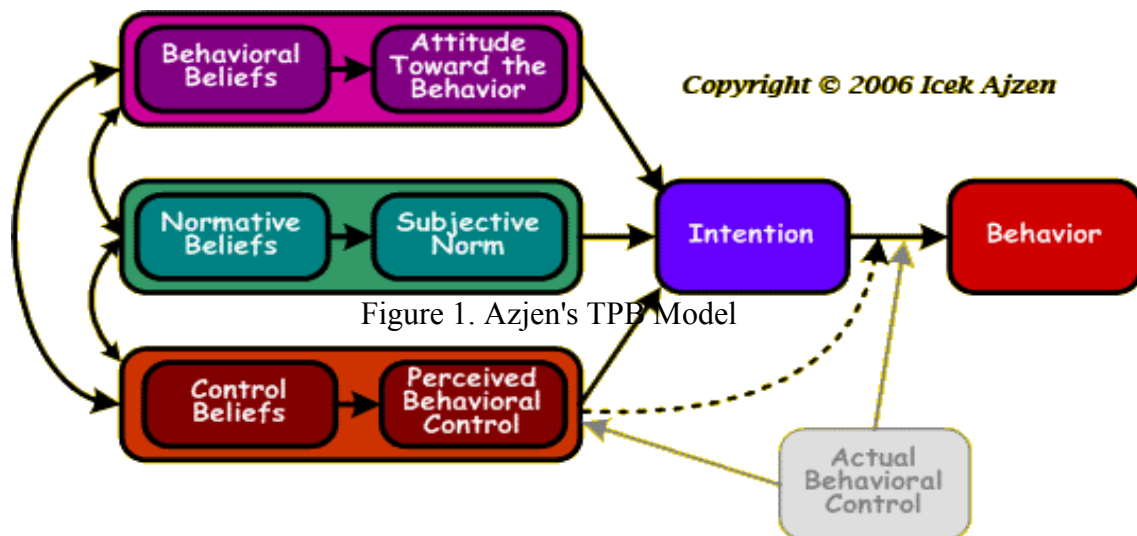 Behavioral
Beliefs
Attitude
Toward the
Behavior
Copyright © 2006 Icek Ajzen
Normative
Beliefs
Subjective
Norm
Intention
Behavior
Figure 1. Azjen's TPB Model
Control
Beliefs
Perceived
Behavioral
Control
Actual
Behavioral
Control